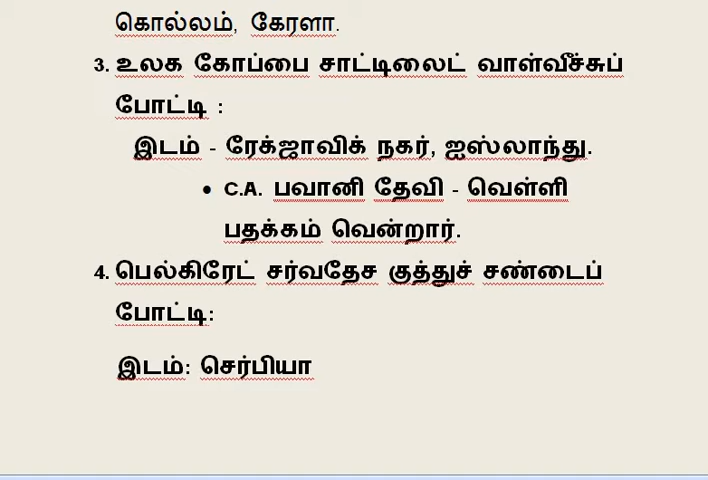 கொல்லம், கேரளா.
3. உலக கோப்பை சாட்டிலைட் வாள்வீச்சுப்
போட்டி :
இடம் - ரேக்ஜாவிக் நகர், ஐஸ்லாந்து.
• C.A. பவானி தேவி - வெள்ளி
பதக்கம் வென்றார்.
4. பெல்கிரேட் சர்வதேச குத்துச் சண்டைப்
போட்டி:
இடம்: செர்பியா